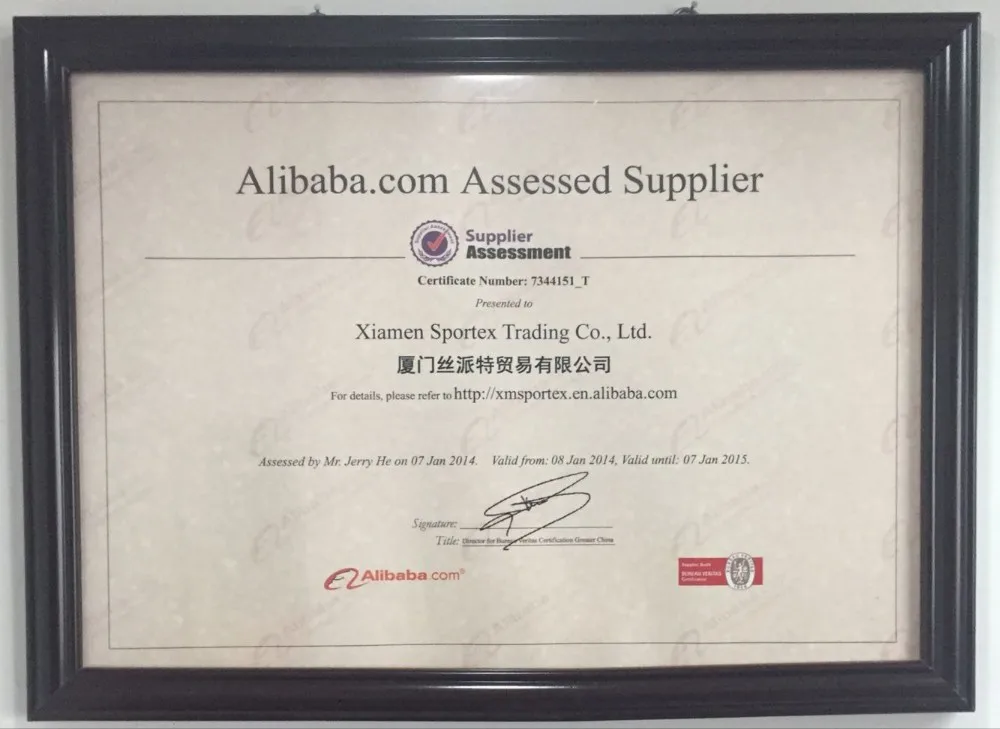 Alibaba.com Assessed Supplier
Supplier
Assessment
Certificate Number: 7344151_T
Presented to
Xiamen Sportex Trading Co., Ltd.
厦门丝派特贸易有限公司
For details, please refer to http://xmsportex.en.alibaba.com
Assessed by Mr. Jerry He on 07 Jan 2014. Valid from: 08 Jan 2014, Valid until: 07 Jan 2015.
Signature:
Title: Director for Bureau Veritas Certification Greater China
Alibaba.com®
BUREAU VERITAS
Certification